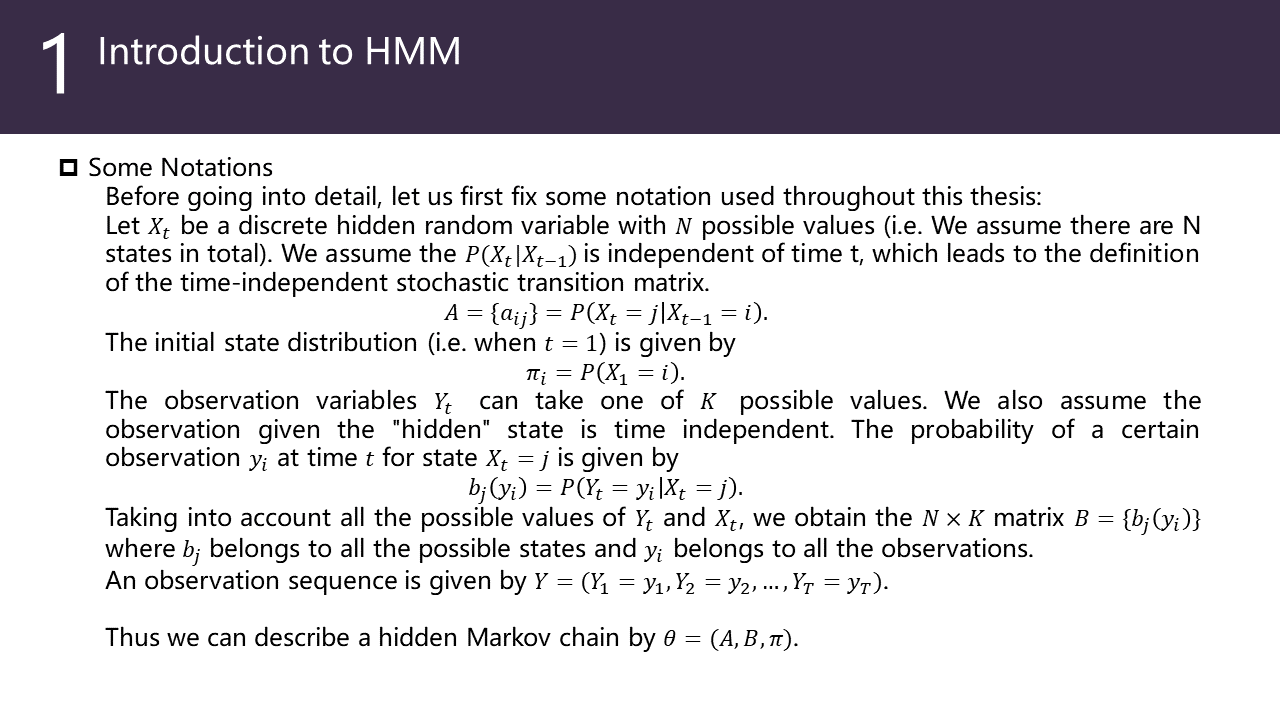 1
Introduction to HMM
Some Notations
Before going into detail, let us first fix some notation used throughout this thesis:
Let X_t be a discrete hidden random variable with N possible values (i.e. We assume there are N
states in total). We assume the P(X_t|X_{t−1}) is independent of time t, which leads to the definition
of the time-independent stochastic transition matrix.
A = {a_{ij}} = P(X_t = j|X_{t−1} = i).
The initial state distribution (i.e. when t = 1) is given by
π_i = P(X_1 = i).
The observation variables Y_t can take one of K possible values. We also assume the
observation given the "hidden" state is time independent. The probability of a certain
observation y_i at time t for state X_t = j is given by
b_j(y_i) = P(Y_t = y_i|X_t = j).
Taking into account all the possible values of Y_t and X_t, we obtain the N × K matrix B = {b_j(y_i)}
where b_j belongs to all the possible states and y_i belongs to all the observations.
An observation sequence is given by Y = (Y_1 = y_1, Y_2 = y_2, … , Y_T = y_T).
Thus we can describe a hidden Markov chain by θ = (A, B, π).